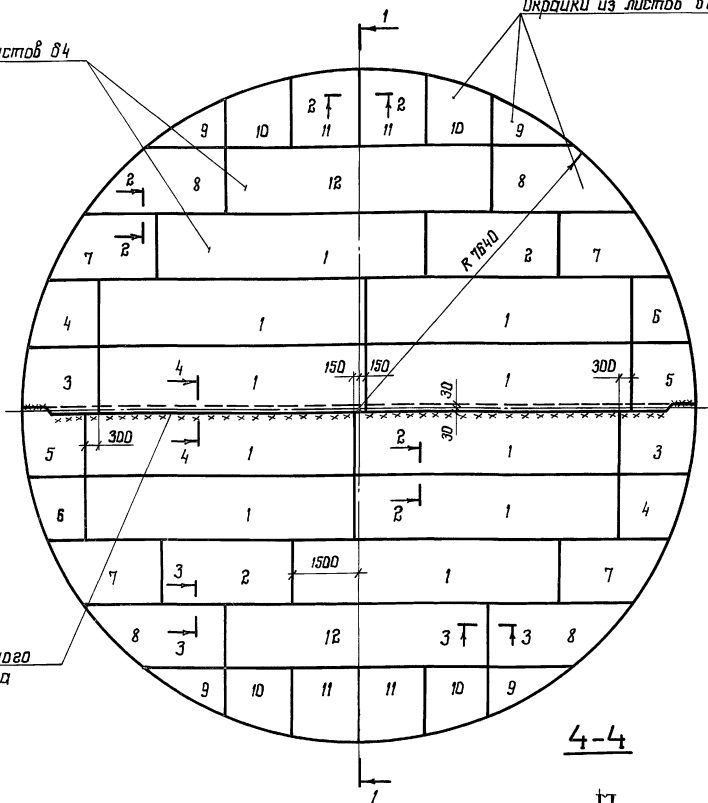 1
Окрайки из листов δ
листов δ4
2 2
9 10 11 11 10 9
2 8 12 8
2
7 1 2 7
R 7640
4 1 1 6
3 4 1 150 150 1 300 5
30
30
5 300 4 1 2 1 3
6 1 2 1 4
7 3 2 1500 1 7
8 3 12 3 3 8
9 10 11 11 10 9
4-4
1